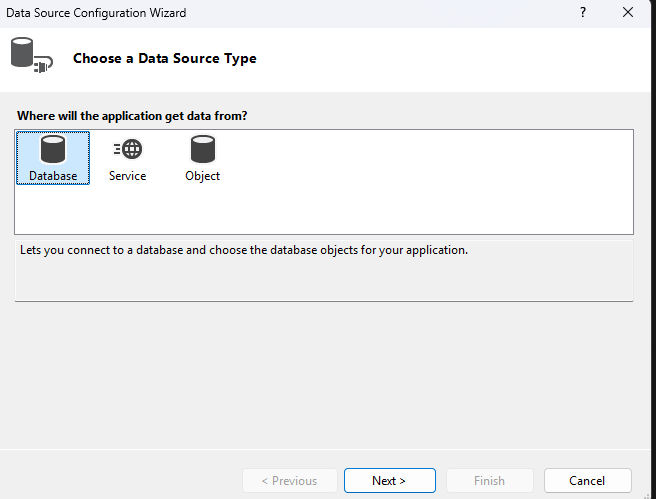 Data Source Configuration Wizard
?
Choose a Data Source Type
Where will the application get data from?
Database Service Object
Lets you connect to a database and choose the database objects for your application.
< Previous Next > Finish Cancel